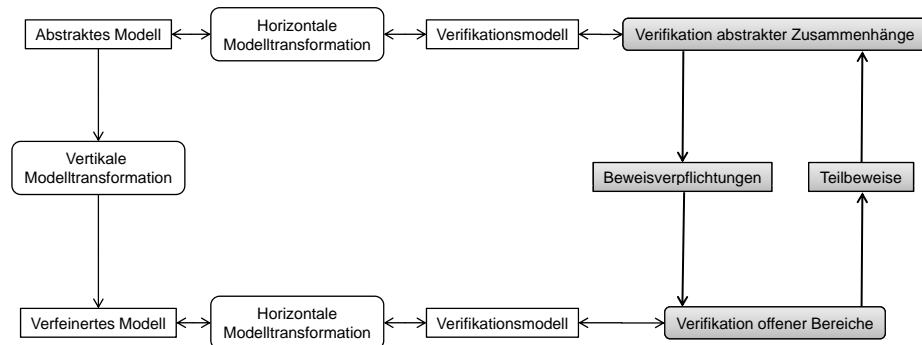 Abstraktes Modell
Horizontale
Modelltransformation
Verifikationsmodell
Verifikation abstrakter Zusammenhänge
Vertikale
Modelltransformation
Beweisverpflichtungen
Teilbeweise
Verfeinertes Modell
Horizontale
Modelltransformation
Verifikationsmodell
Verifikation offener Bereiche